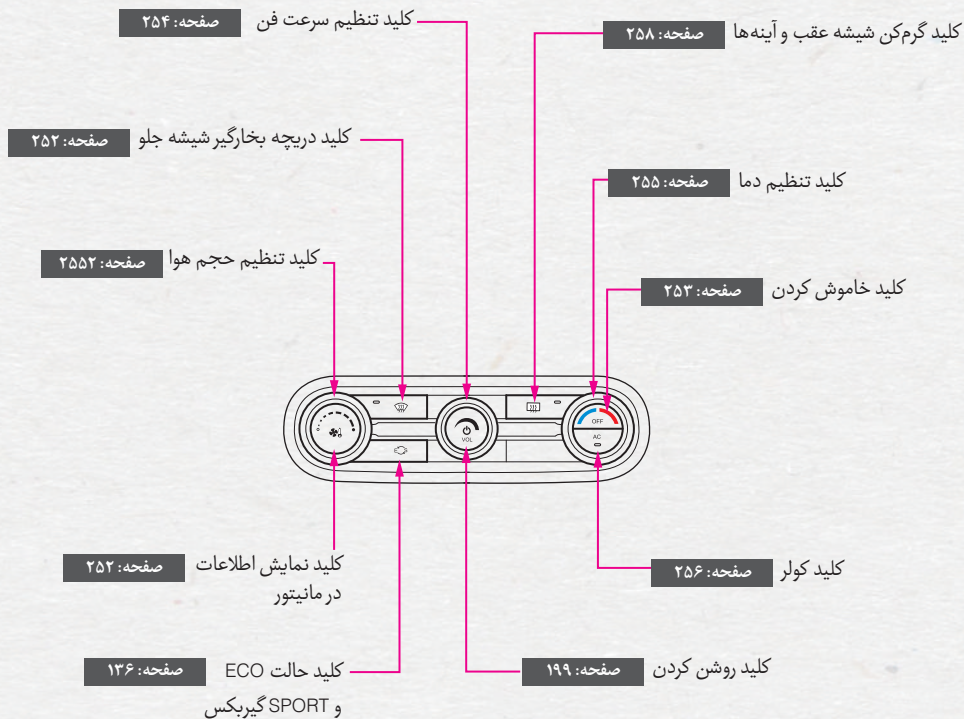 کلید تنظیم سرعت فن صفحه: ۲۵۴
کلید گرم‌کن شیشه عقب و آینه‌ها صفحه: ۲۵۸
کلید دریچه بخارگیر شیشه جلو صفحه: ۲۵۲
کلید تنظیم دما صفحه: ۲۵۵
کلید تنظیم حجم هوا صفحه: ۲۵۵۲
کلید خاموش کردن صفحه: ۲۵۳
OFF
AC
VOL
کلید نمایش اطلاعات صفحه: ۲۵۲
در مانیتور
کلید کولر صفحه: ۲۵۶
کلید حالت ECO صفحه: ۱۳۶
و SPORT گیربکس
کلید روشن کردن صفحه: ۱۹۹